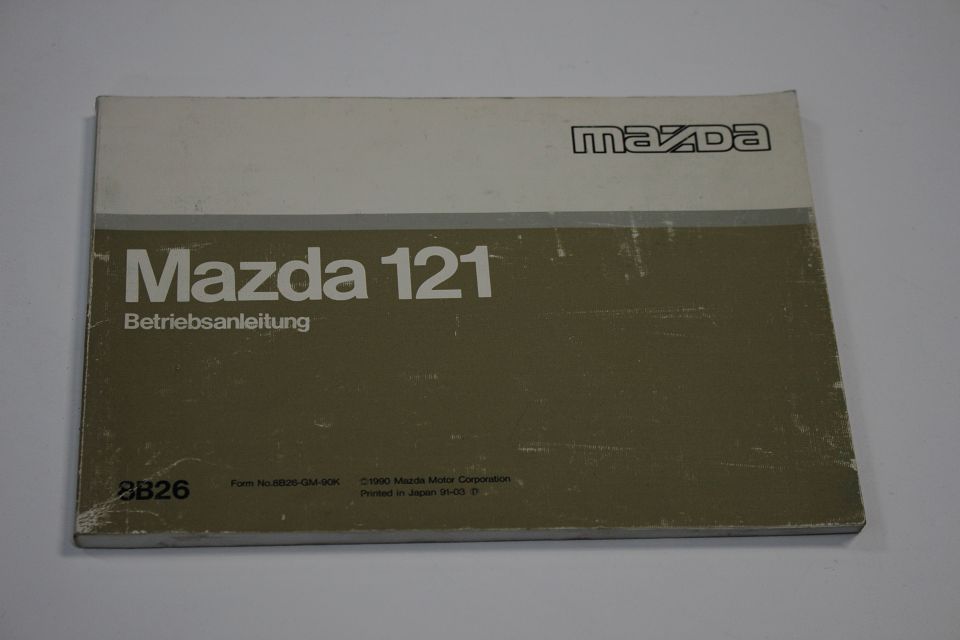 mazda
Mazda 121
Betriebsanleitung
8B26
Form No.8B26-GM-90K
©1990 Mazda Motor Corporation
Printed in Japan 91-03 Ⓟ